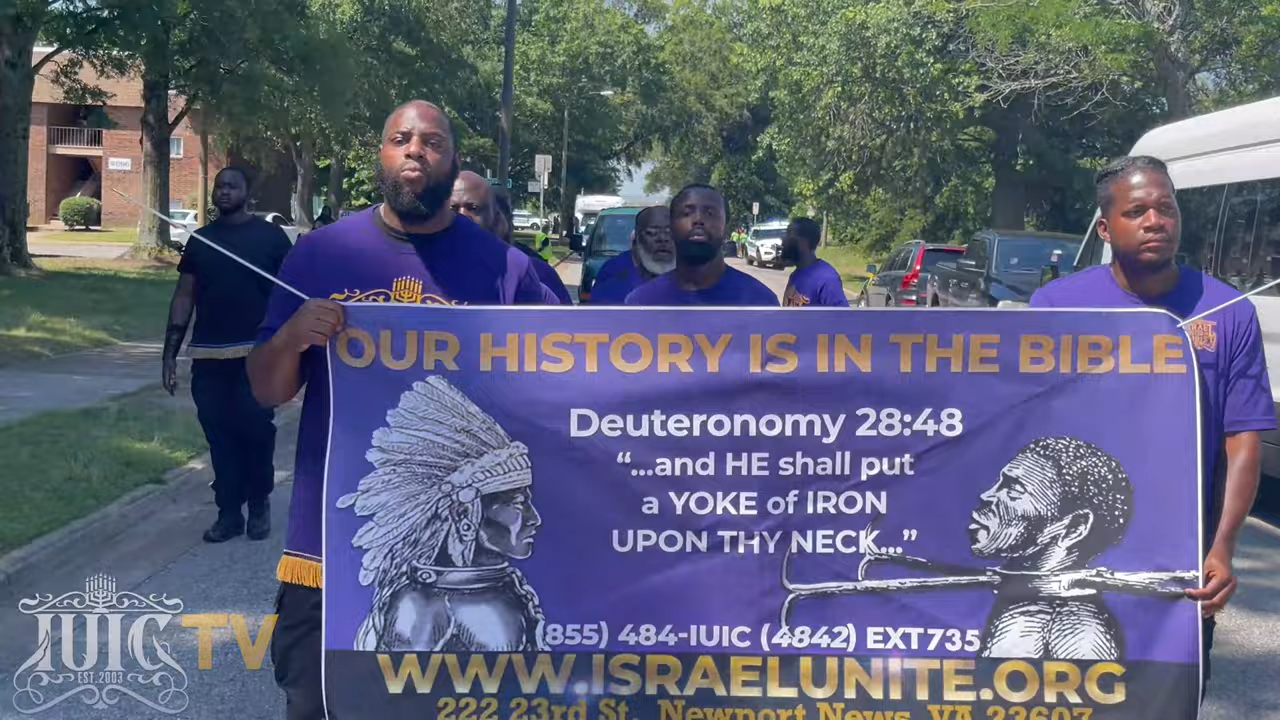 OUR HISTORY IS IN THE BIBLE
Deuteronomy 28:48
“...and HE shall put
a YOKE of IRON
UPON THY NECK...”
(855) 484-IUIC (4842) EXT735
WWW.ISRAELUNITE.ORG
222 23rd St. Newport News, VA 23607
IUIC TV
EST. 2003